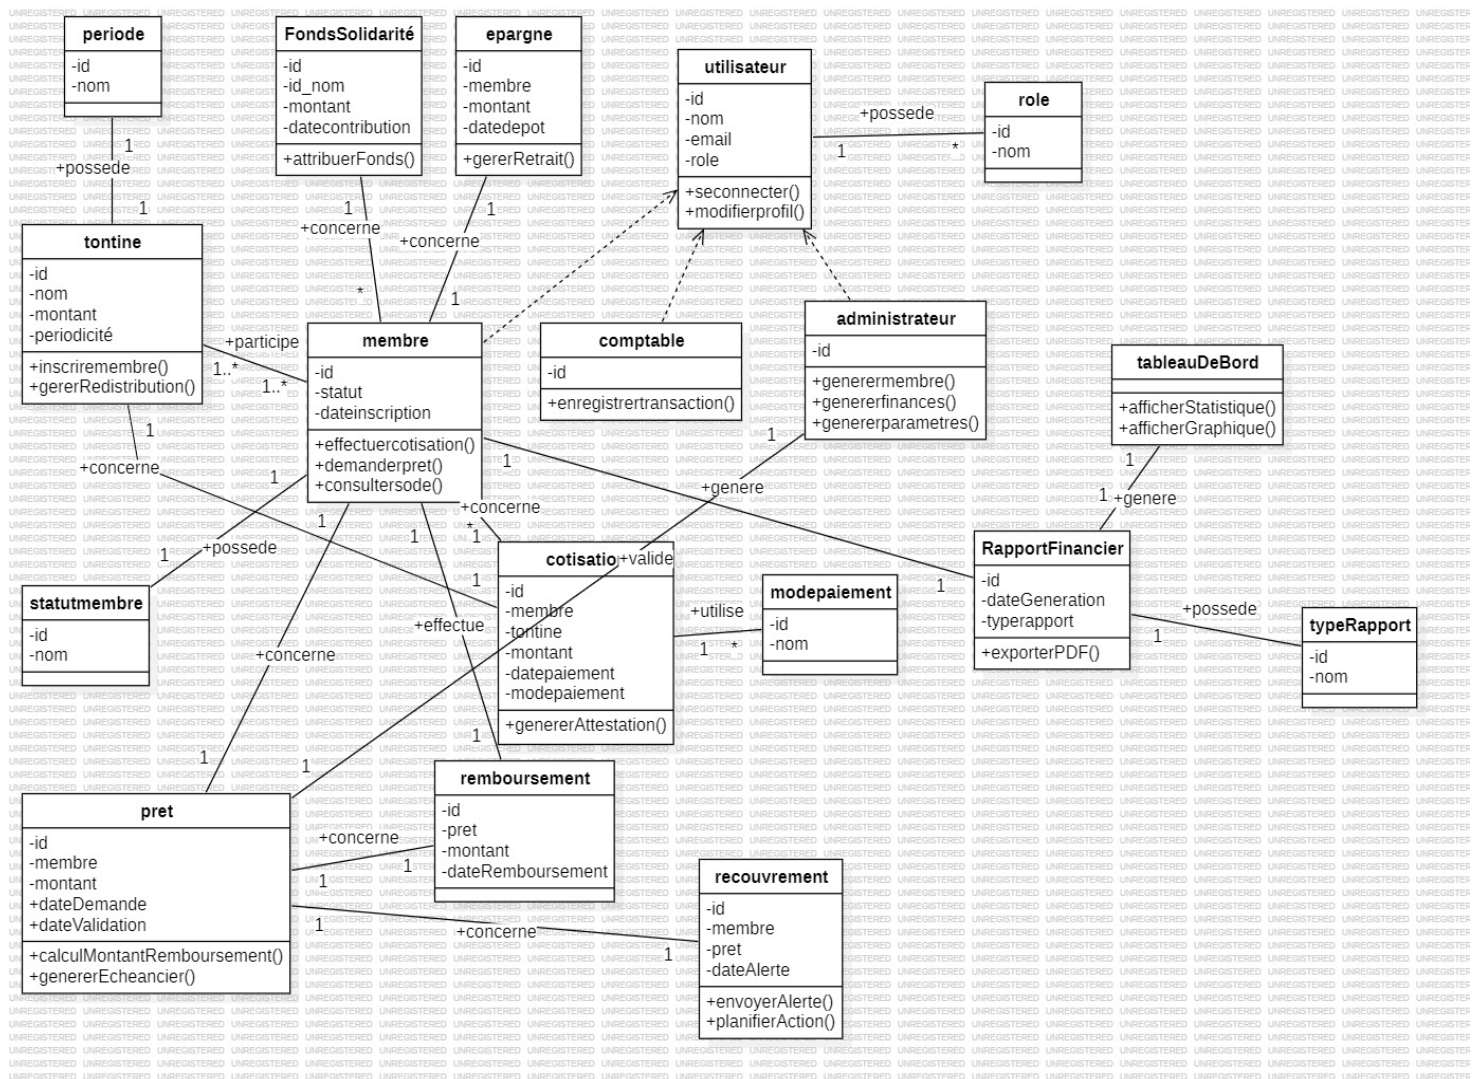 periode
-id
-nom
FondsSolidarité
-id
-id_nom
-montant
-datecontribution
+attribuerFonds()
epargne
-id
-membre
-montant
-datedepot
+gererRetrait()
utilisateur
-id
-nom
-email
-role
+seconnecter()
+modifierprofil()
+possede
1
*
role
-id
-nom
1
+possede
1
1
+concerne
*
1
+concerne
1
tontine
-id
-nom
-montant
-periodicité
+inscriremembre()
+gererRedistribution()
+participe
1..*
1..*
membre
-id
-statut
-dateinscription
+effectuercotisation()
+demanderpret()
+consultersode()
comptable
-id
+enregistrertransaction()
administrateur
-id
+generermembre()
+genererfinances()
+genererparametres()
tableauDeBord
+afficherStatistique()
+afficherGraphique()
1
+concerne
1
1
+possede
1
1
+genere
1
1
1
+genere
+concerne
*
1
1
1
+valide
1
1
+concerne
1
+effectue
1
statutmembre
-id
-nom
cotisatio
-id
-membre
-tontine
-montant
-datepaiement
-modepaiement
+genererAttestation()
+utilise
1
*
modepaiement
-id
-nom
RapportFinancier
-id
-dateGeneration
-typerapport
+exporterPDF()
+possede
1
typeRapport
-id
-nom
pret
-id
-membre
-montant
+dateDemande
+dateValidation
+calculMontantRemboursement()
+genererEcheancier()
+concerne
1
1
remboursement
-id
-pret
-montant
-dateRemboursement
1
+concerne
1
recouvrement
-id
-membre
-pret
-dateAlerte
+envoyerAlerte()
+planifierAction()
UNREGISTERED